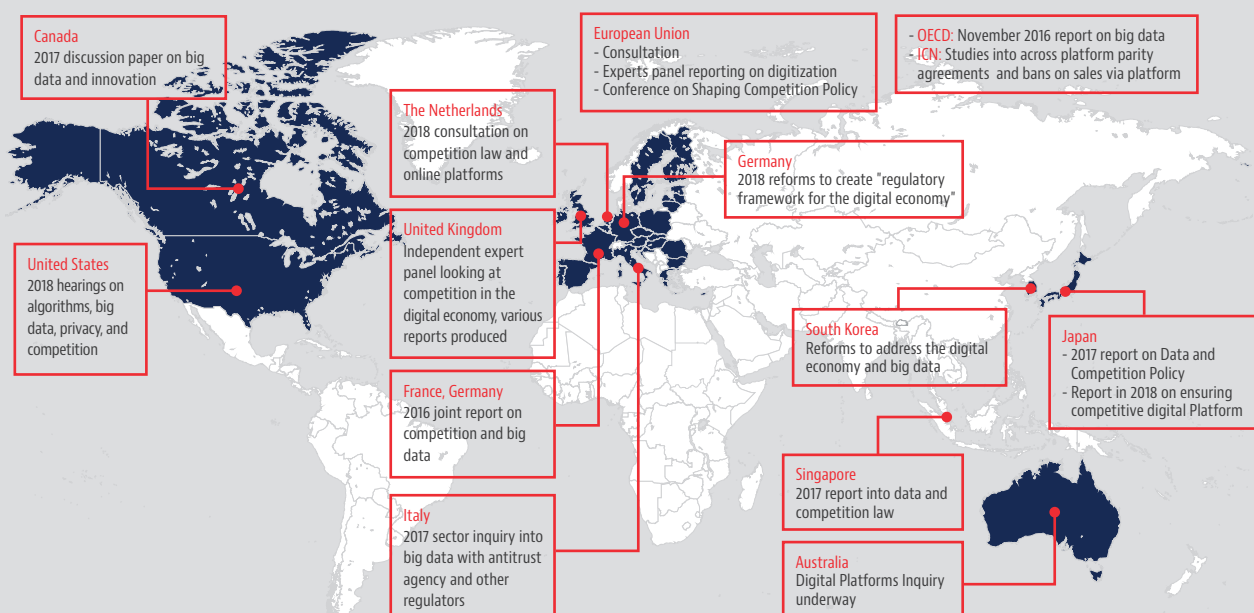 Canada
2017 discussion paper on big
data and innovation
European Union
- Consultation
- Experts panel reporting on digitization
- Conference on Shaping Competition Policy
- OECD: November 2016 report on big data
- ICN: Studies into across platform parity
agreements and bans on sales via platform
The Netherlands
2018 consultation on
competition law and
online platforms
Germany
2018 reforms to create "regulatory
framework for the digital economy"
United Kingdom
Independent expert
panel looking at
competition in the
digital economy, various
reports produced
United States
2018 hearings on
algorithms, big
data, privacy, and
competition
South Korea
Reforms to address the digital
economy and big data
Japan
- 2017 report on Data and
Competition Policy
- Report in 2018 on ensuring
competitive digital Platform
France, Germany
2016 joint report on
competition and big
data
Singapore
2017 report into data and
competition law
Italy
2017 sector inquiry into
big data with antitrust
agency and other
regulators
Australia
Digital Platforms Inquiry
underway